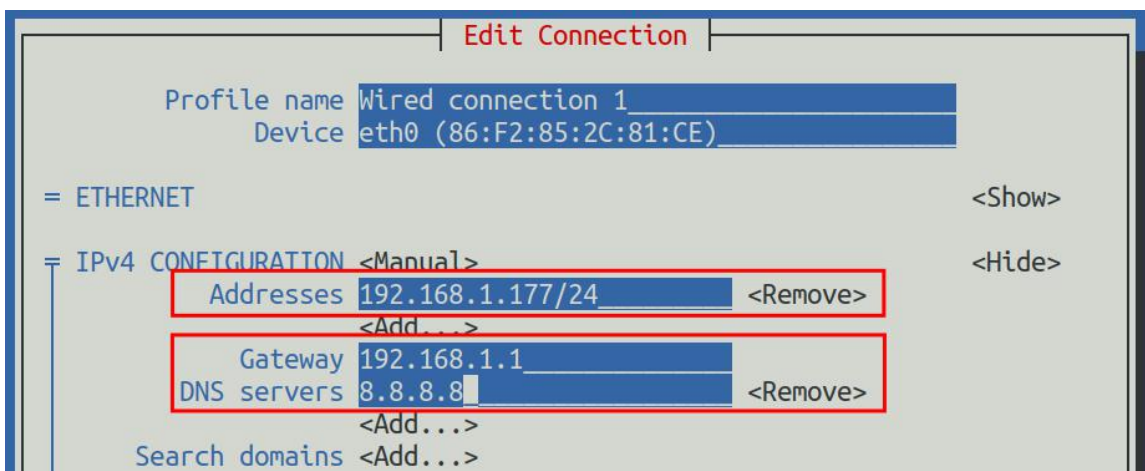 Edit Connection
Profile name Wired connection 1
Device eth0 (86:F2:85:2C:81:CE)
= ETHERNET <Show>
IPv4 CONFIGURATION <Manual> <Hide>
Addresses 192.168.1.177/24 <Remove>
<Add...>
Gateway 192.168.1.1
DNS servers 8.8.8.8 <Remove>
<Add...>
Search domains <Add...>